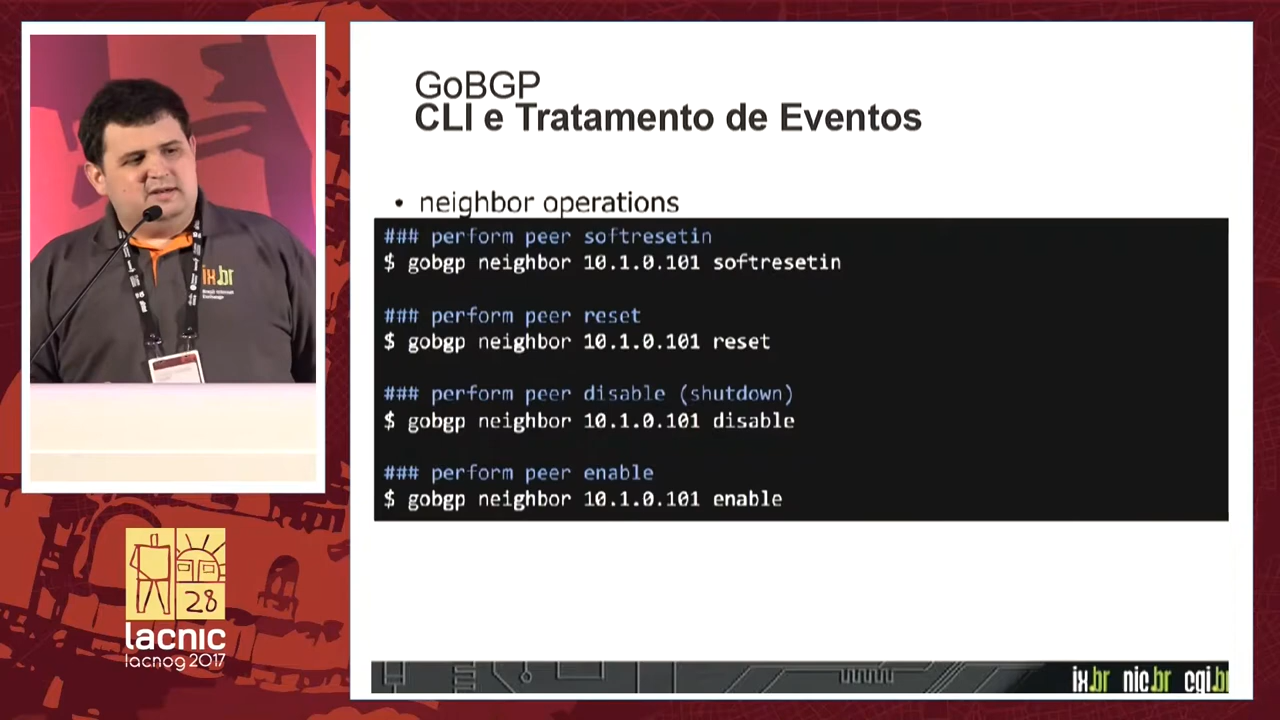 GoBGP
CLI e Tratamento de Eventos
• neighbor operations
### perform peer softresetin
$ gobgp neighbor 10.1.0.101 softresetin
### perform peer reset
$ gobgp neighbor 10.1.0.101 reset
### perform peer disable (shutdown)
$ gobgp neighbor 10.1.0.101 disable
### perform peer enable
$ gobgp neighbor 10.1.0.101 enable
ix.br nic.br cgi.br
ix.br
28
lacnic
lacnog 2017